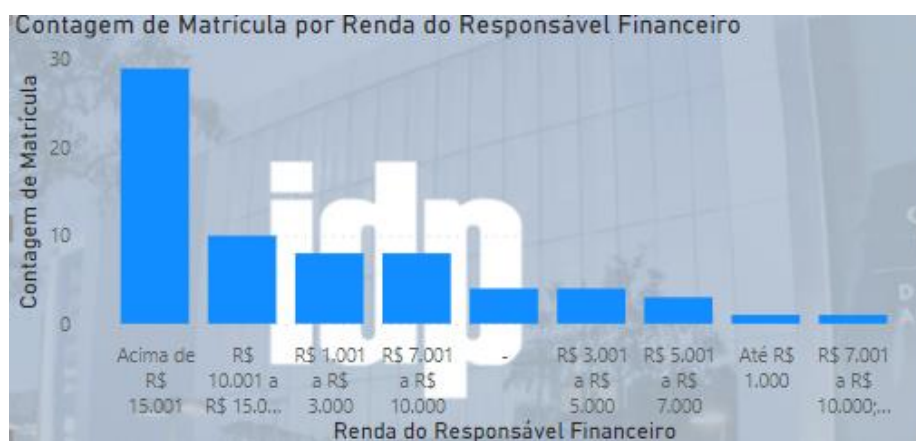 Contagem de Matrícula por Renda do Responsável Financeiro
Contagem de Matrícula
30
20
10
0
idp
Acima de
R$
15.001
R$
10.001 a
R$ 15.0...
R$ 1.001
a R$
3.000
R$ 7.001
a R$
10.000
-
R$ 3.001
a R$
5.000
R$ 5.001
a R$
7.000
Até R$
1.000
R$ 7.001
a R$
10.000;...
Renda do Responsável Financeiro